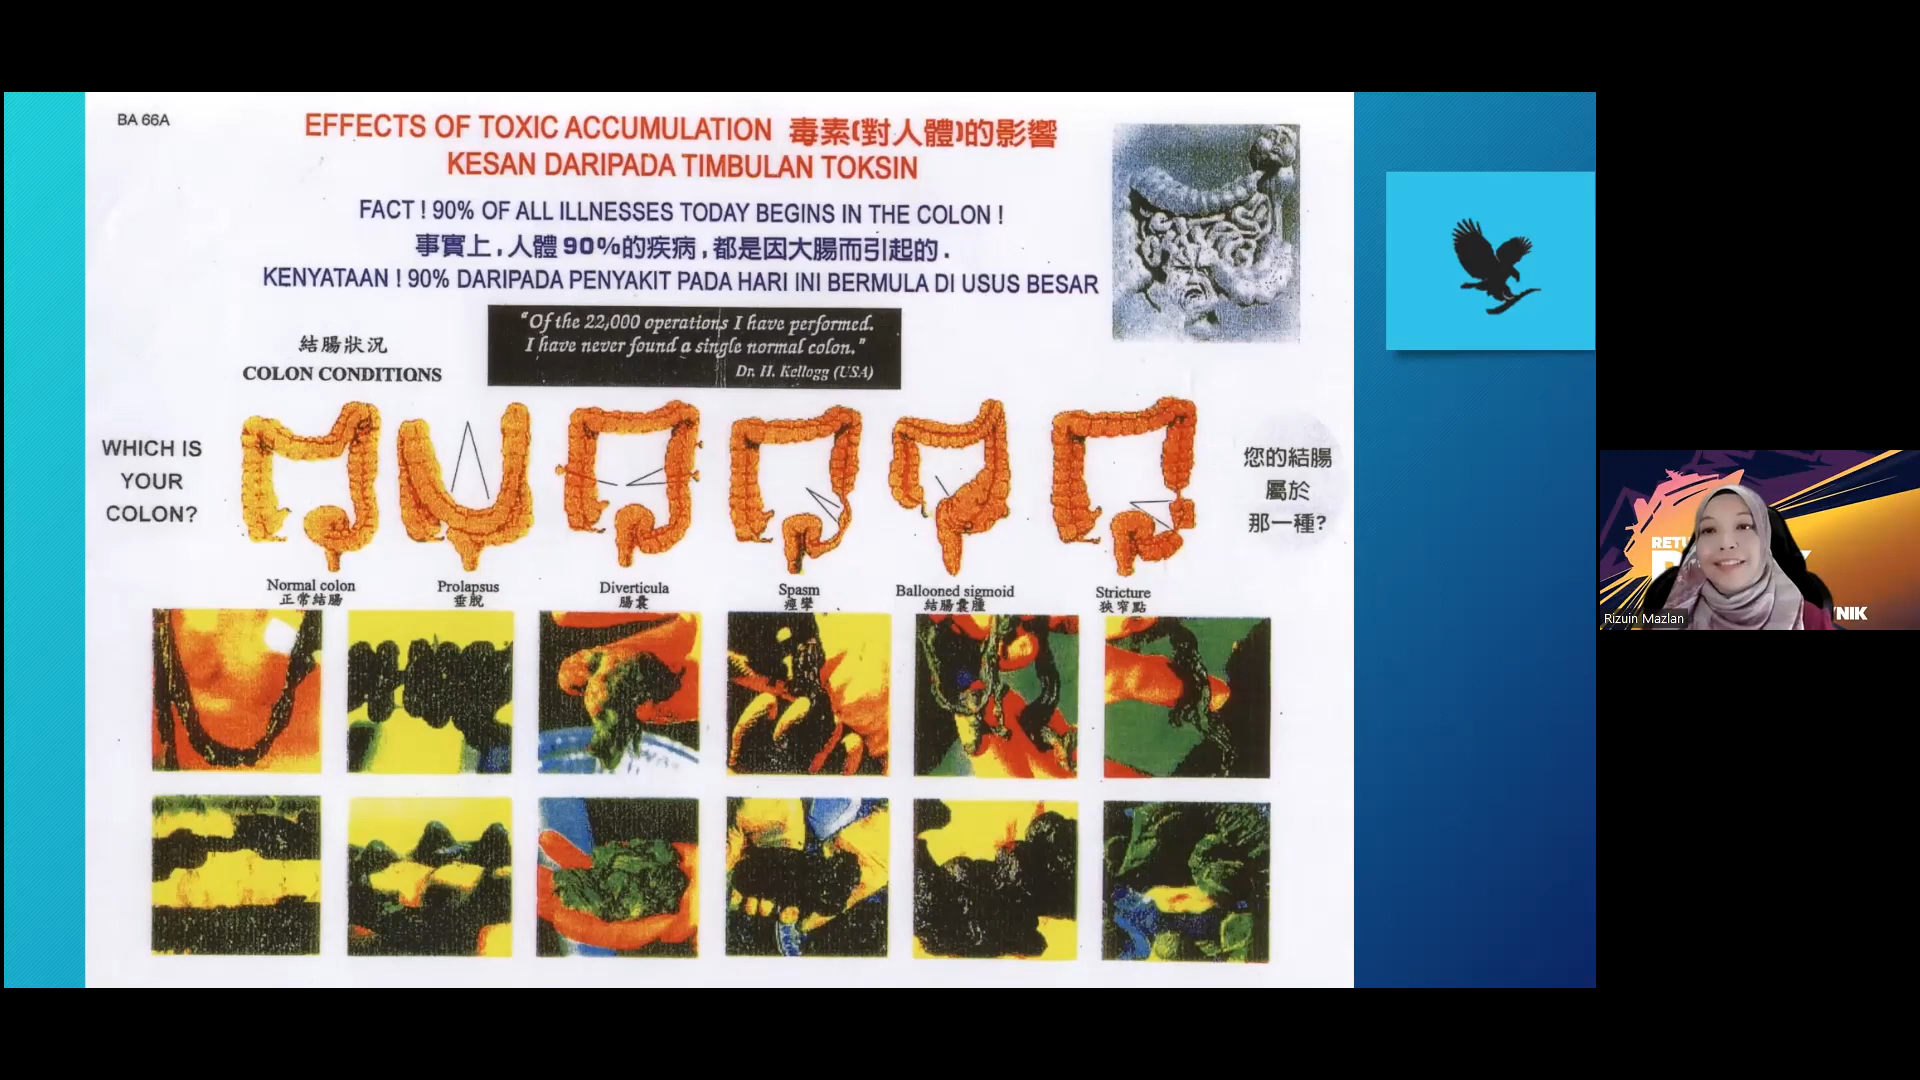 BA 66A
EFFECTS OF TOXIC ACCUMULATION 毒素(對人體)的影響
KESAN DARIPADA TIMBULAN TOKSIN
FACT ! 90% OF ALL ILLNESSES TODAY BEGINS IN THE COLON !
事實上,人體90%的疾病,都是因大腸而引起的.
KENYATAAN ! 90% DARIPADA PENYAKIT PADA HARI INI BERMULA DI USUS BESAR
"Of the 22,000 operations I have performed.
I have never found a single normal colon."
Dr. H. Kellogg (USA)
結腸狀況
COLON CONDITIONS
WHICH IS
YOUR
COLON?
您的結腸
屬於
那一種?
Normal colon
正常結腸
Prolapsus
垂脫
Diverticula
腸囊
Spasm
痙攣
Ballooned sigmoid
結腸囊腫
Stricture
狹窄點
Rizuin Mazlan
NIK